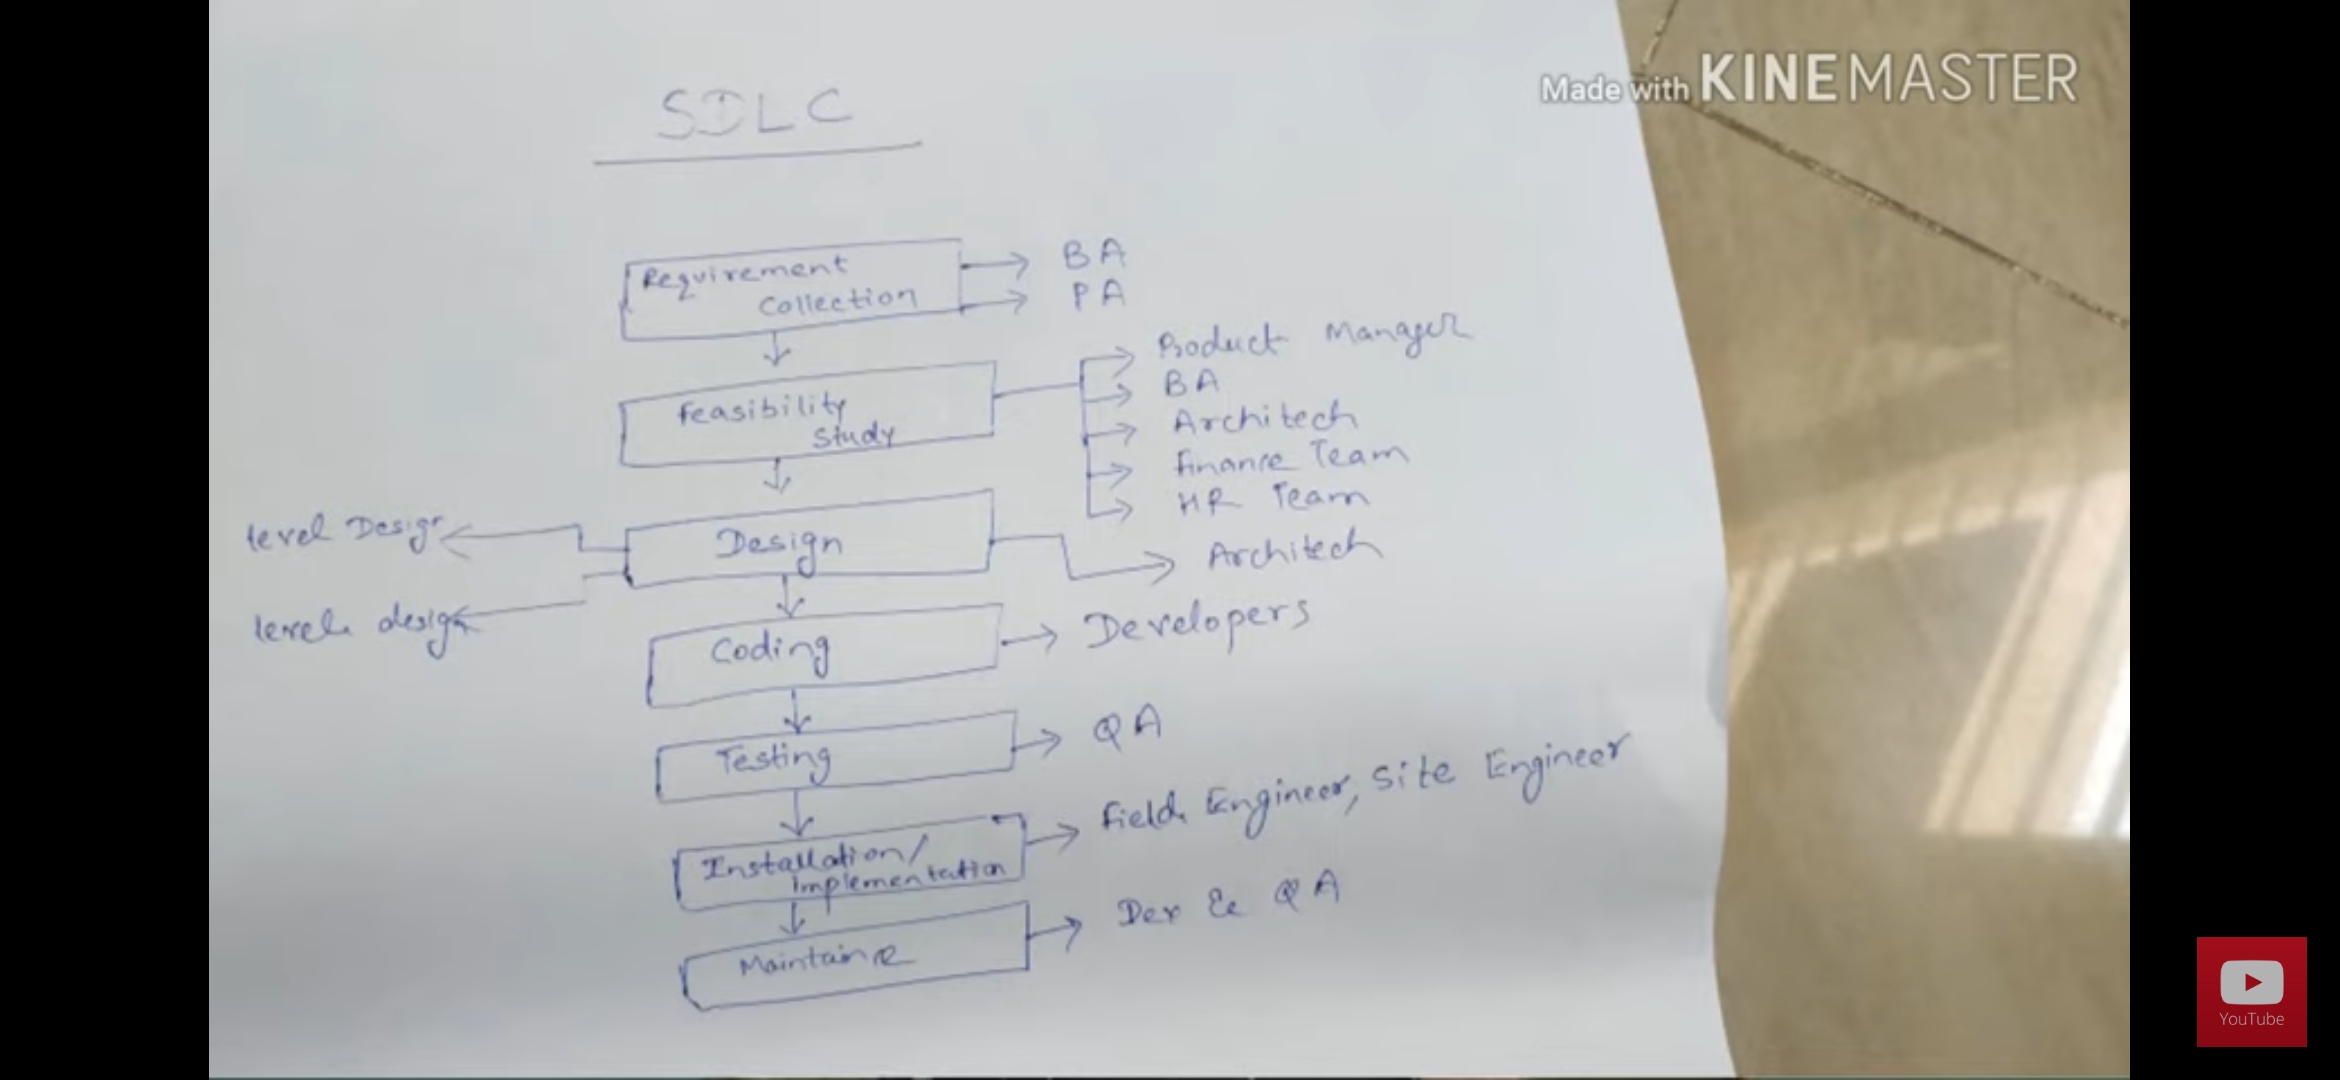 Made with KINEMASTER
SDLC
Requirement
Collection
BA
PA
Feasibility
Study
Product Manager
BA
Architech
Finance Team
HR Team
level Design
level design
Design
Architech
Coding
Developers
Testing
QA
Installation/
Implementation
Field Engineer, Site Engineer
Dev & QA
YouTube